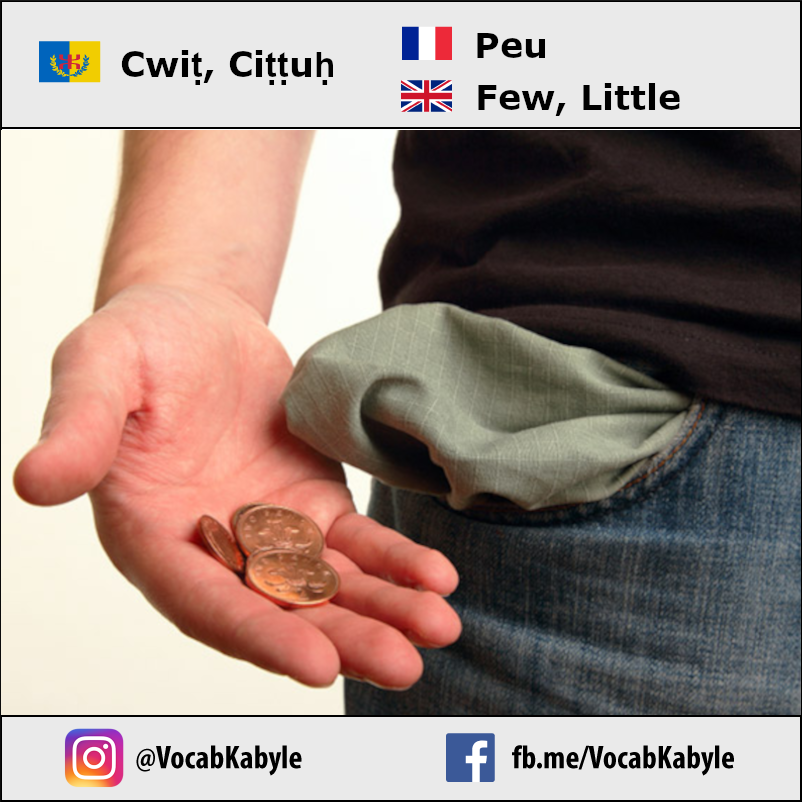 Cwiṭ, Ciṭṭuḥ
Peu
Few, Little
@VocabKabyle
fb.me/VocabKabyle